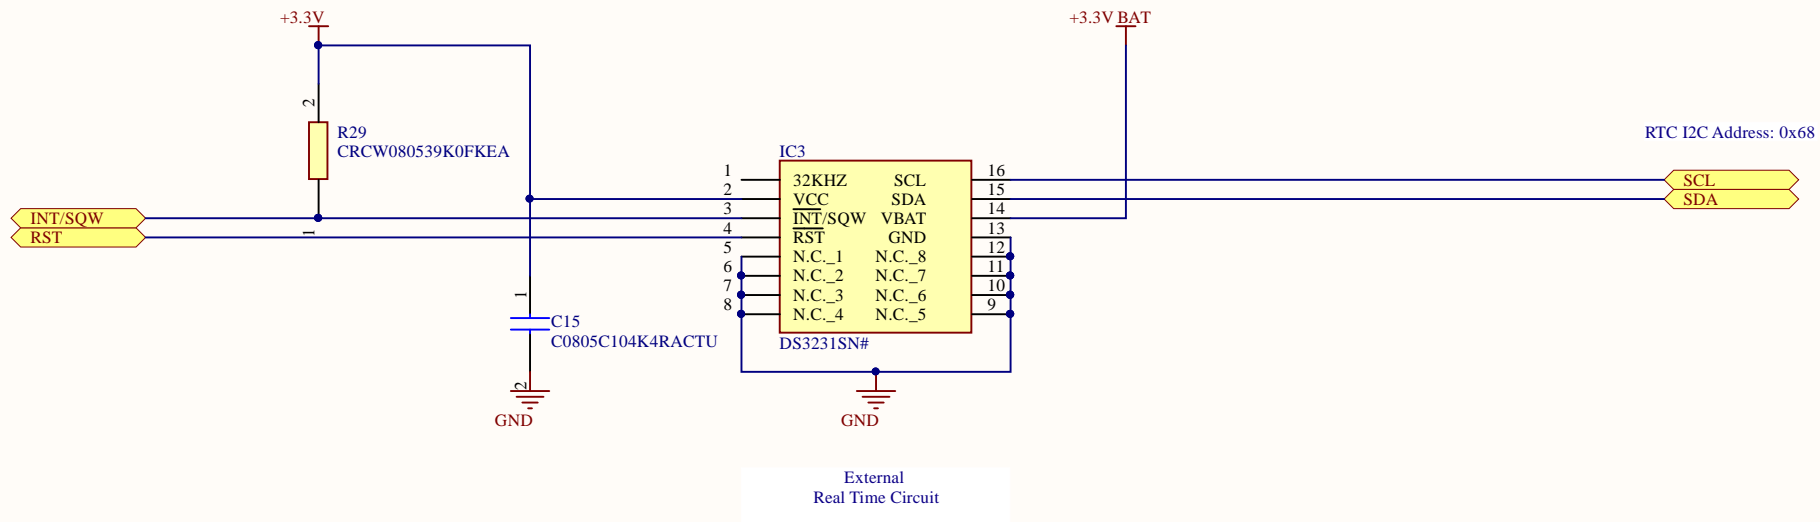 +3.3V
+3.3V BAT
2
R29
CRCW080539K0FKEA
1
RTC I2C Address: 0x68
INT/SQW
RST
IC3
1 32KHZ SCL 16
2 VCC SDA 15
3 INT/SQW VBAT 14
4 RST GND 13
5 N.C._1 N.C._8 12
6 N.C._2 N.C._7 11
7 N.C._3 N.C._6 10
8 N.C._4 N.C._5 9
DS3231SN#
SCL
SDA
1
C15
C0805C104K4RACTU
2
GND
GND
External
Real Time Circuit